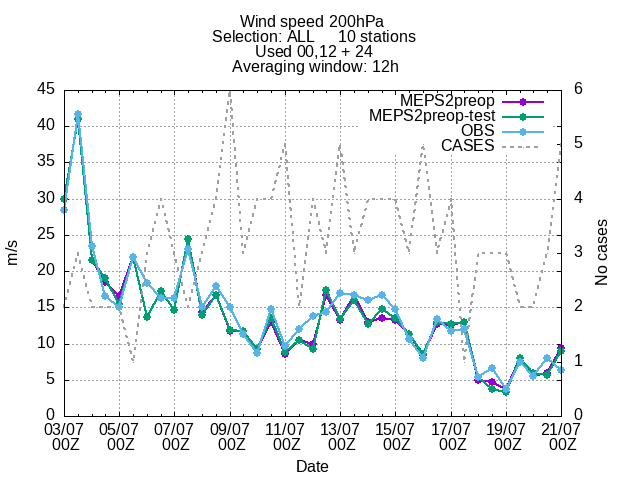 Wind speed 200hPa
Selection: ALL 10 stations
Used 00,12 + 24
Averaging window: 12h
MEPS2preop
MEPS2preop-test
OBS
CASES
m/s
45
40
35
30
25
20
15
10
5
0
No cases
6
5
4
3
2
1
0
03/07 05/07 07/07 09/07 11/07 13/07 15/07 17/07 19/07 21/07
00Z 00Z 00Z 00Z 00Z 00Z 00Z 00Z 00Z 00Z
Date